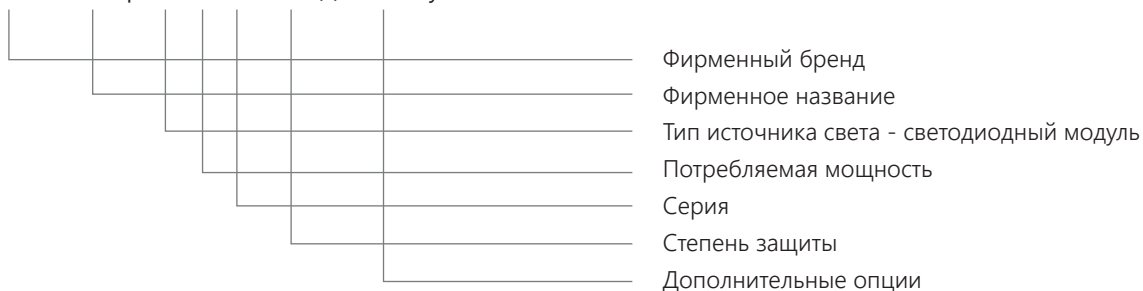 Фирменный бренд
Фирменное название
Тип источника света - светодиодный модуль
Потребляемая мощность
Серия
Степень защиты
Дополнительные опции